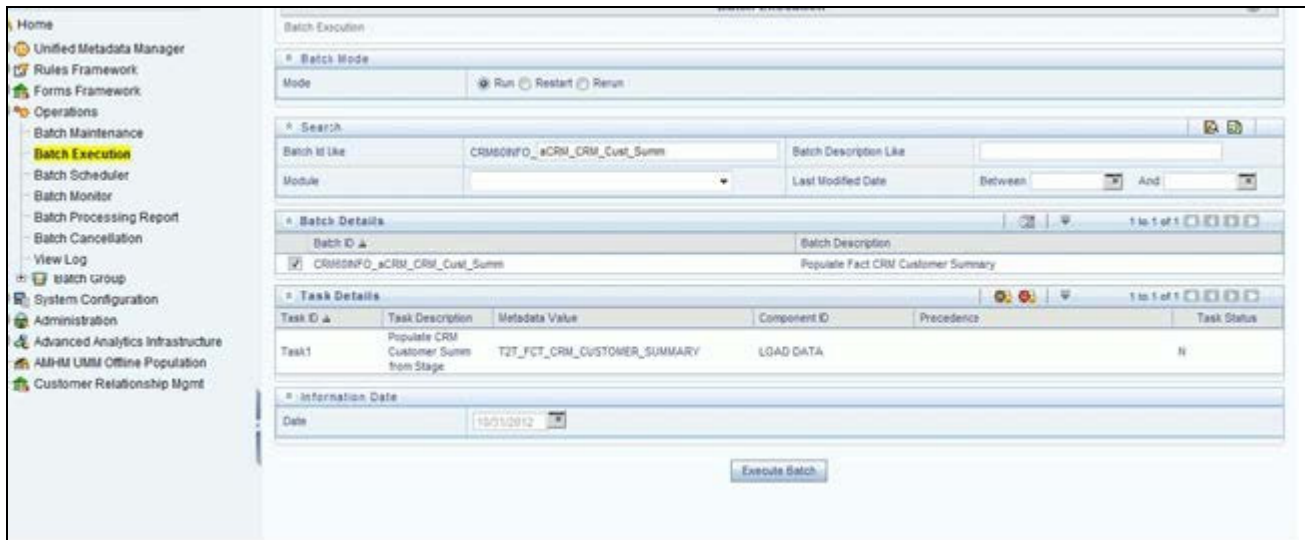 Home
Unified Metadata Manager
Rules Framework
Forms Framework
Operations
Batch Maintenance
Batch Execution
Batch Scheduler
Batch Monitor
Batch Processing Report
Batch Cancellation
View Log
Batch Group
System Configuration
Administration
Advanced Analytics Infrastructure
AMHM UMM Offline Population
Customer Relationship Mgmt
Batch Execution
Batch Mode
Mode Run Restart Rerun
Search
Batch Id Like CRM60INFO_ aCRM_CRM_Cust_Summ Batch Description Like
Module Last Modified Date Between And
Batch Details 1 to 1 of 1
Batch ID Batch Description
CRM60INFO_aCRM_CRM_Cust_Summ Populate Fact CRM Customer Summary
Task Details 1 to 1 of 1
Task ID Task Description Metadata Value Component ID Precedence Task Status
Task1 Populate CRM Customer Summ from Stage T2T_FCT_CRM_CUSTOMER_SUMMARY LOAD DATA N
Information Date
Date 10/31/2012
Execute Batch